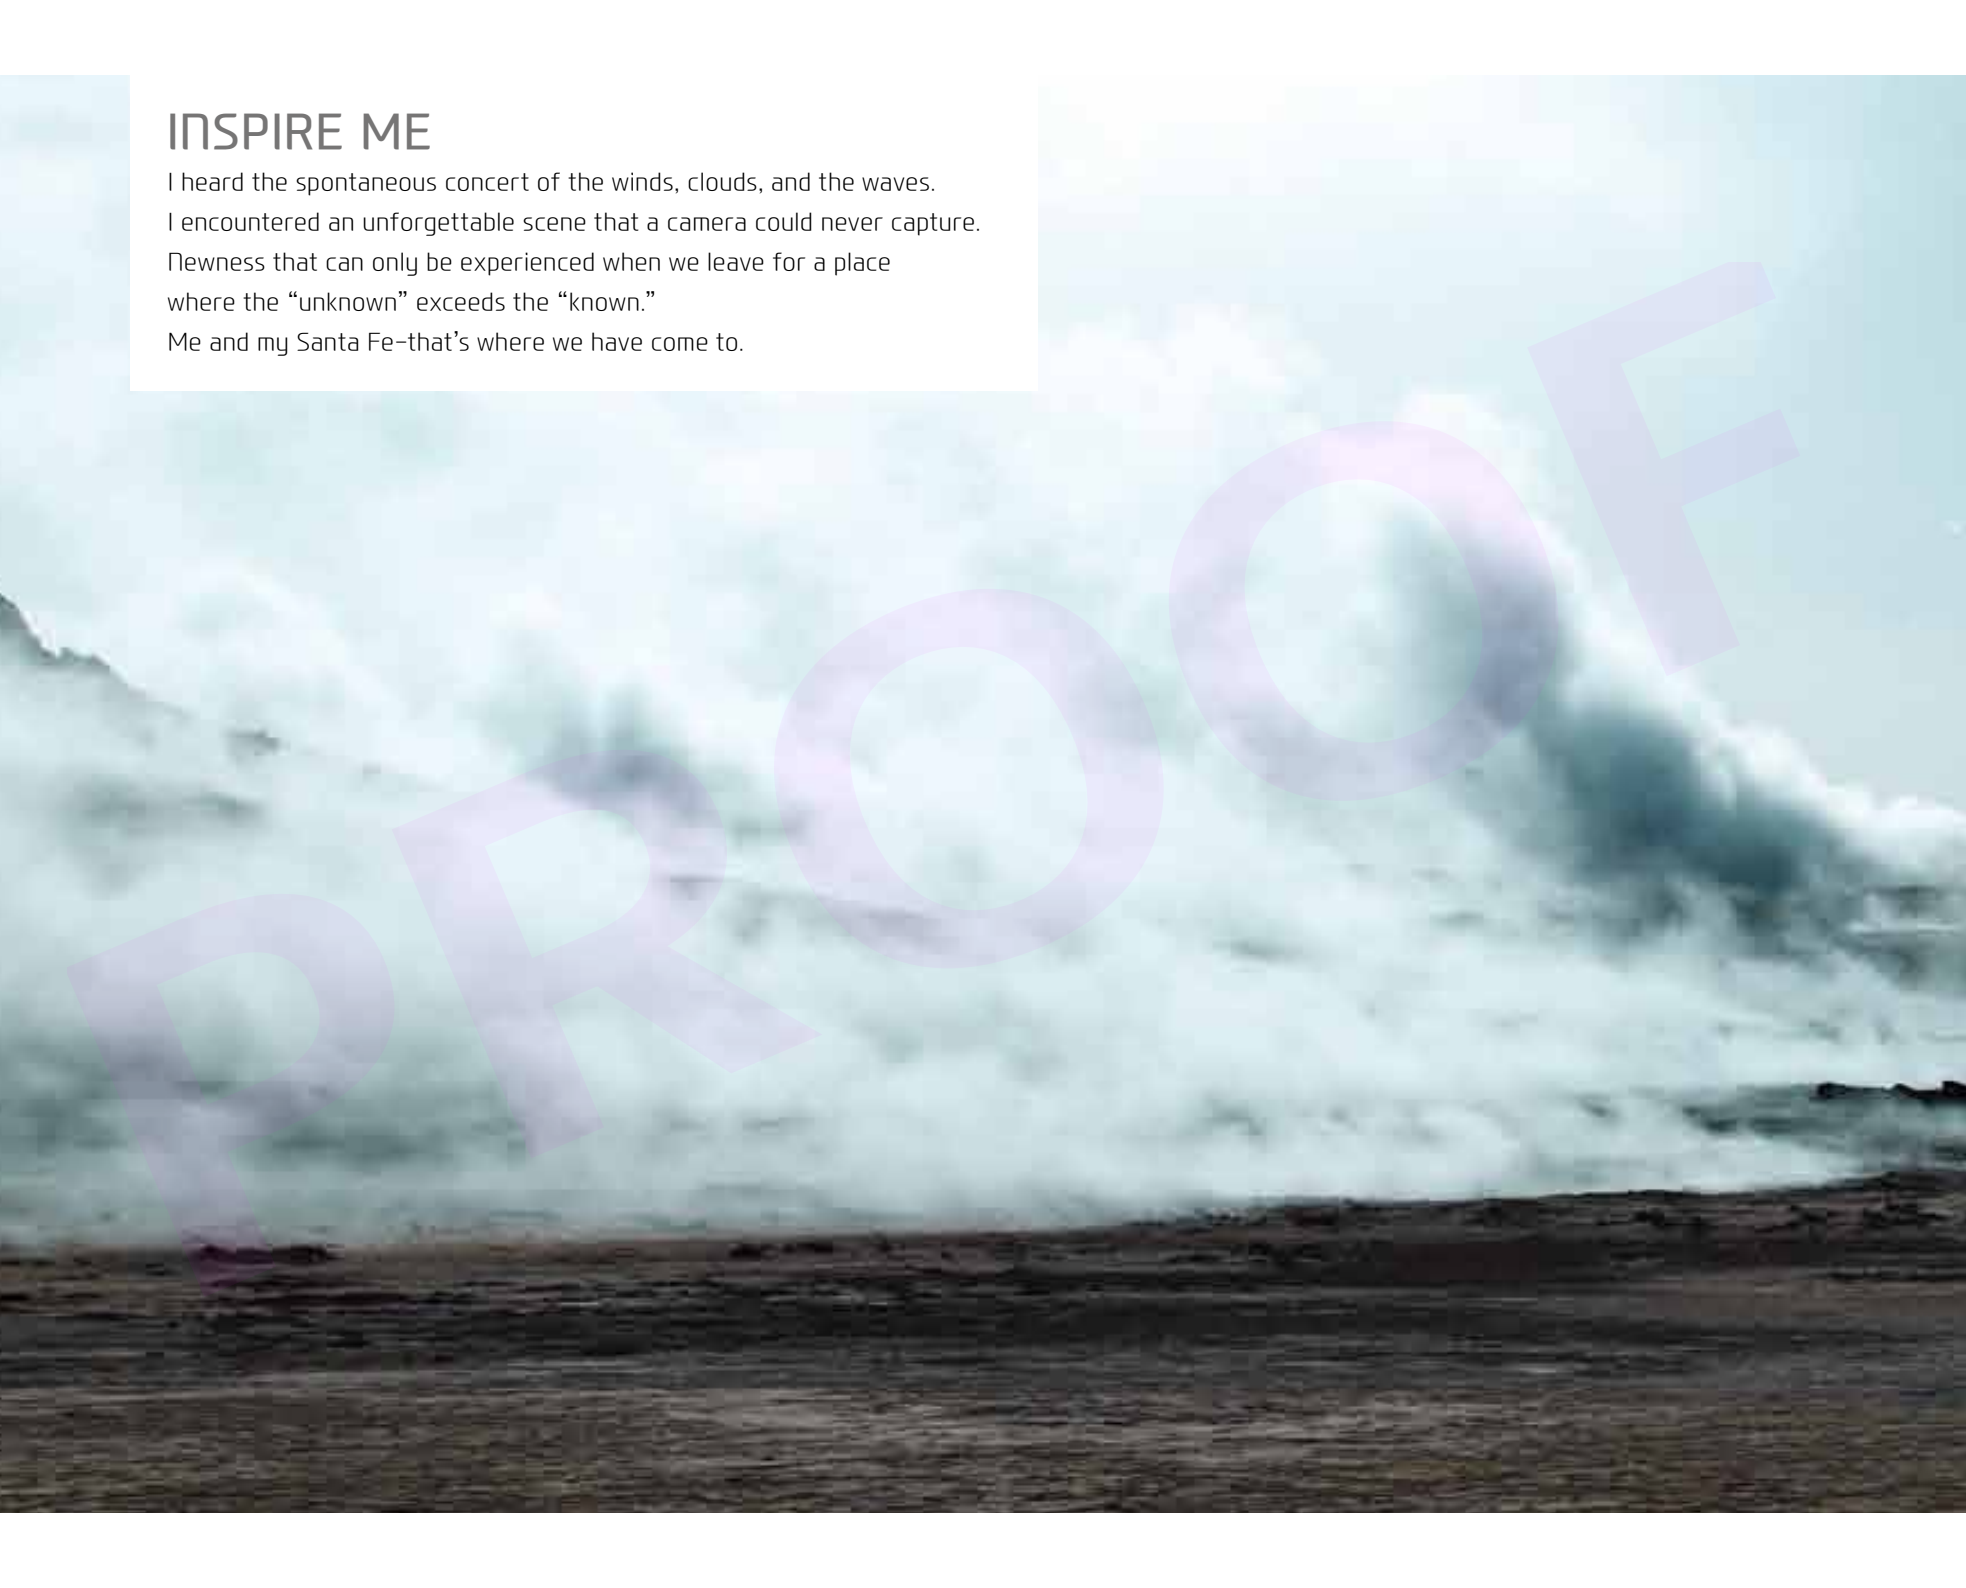 INSPIRE ME
I heard the spontaneous concert of the winds, clouds, and the waves.
I encountered an unforgettable scene that a camera could never capture.
Newness that can only be experienced when we leave for a place
where the “unknown” exceeds the “known.”
Me and my Santa Fe–that’s where we have come to.
PROOF